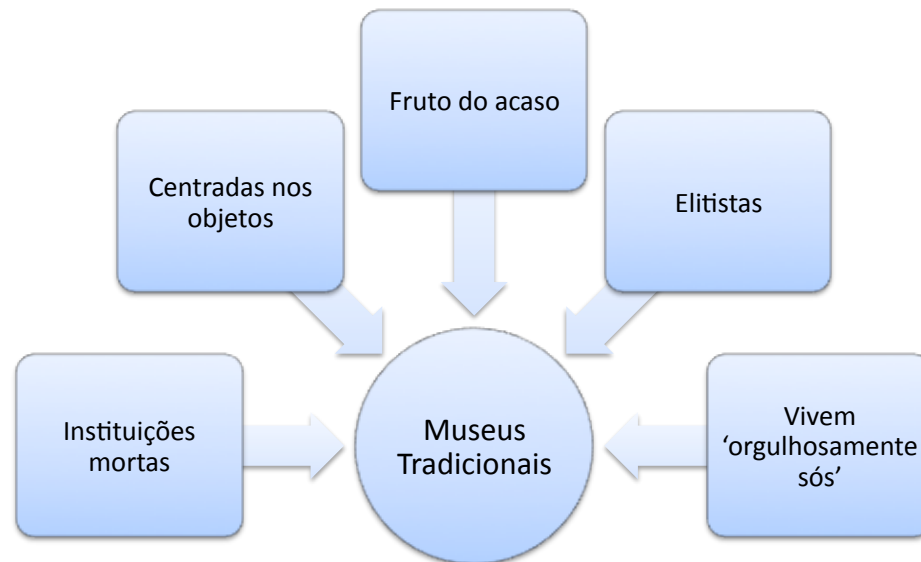 Fruto do acaso
Centradas nos
objetos
Elitistas
Instituições
mortas
Museus
Tradicionais
Vivem
‘orgulhosamente
sós’